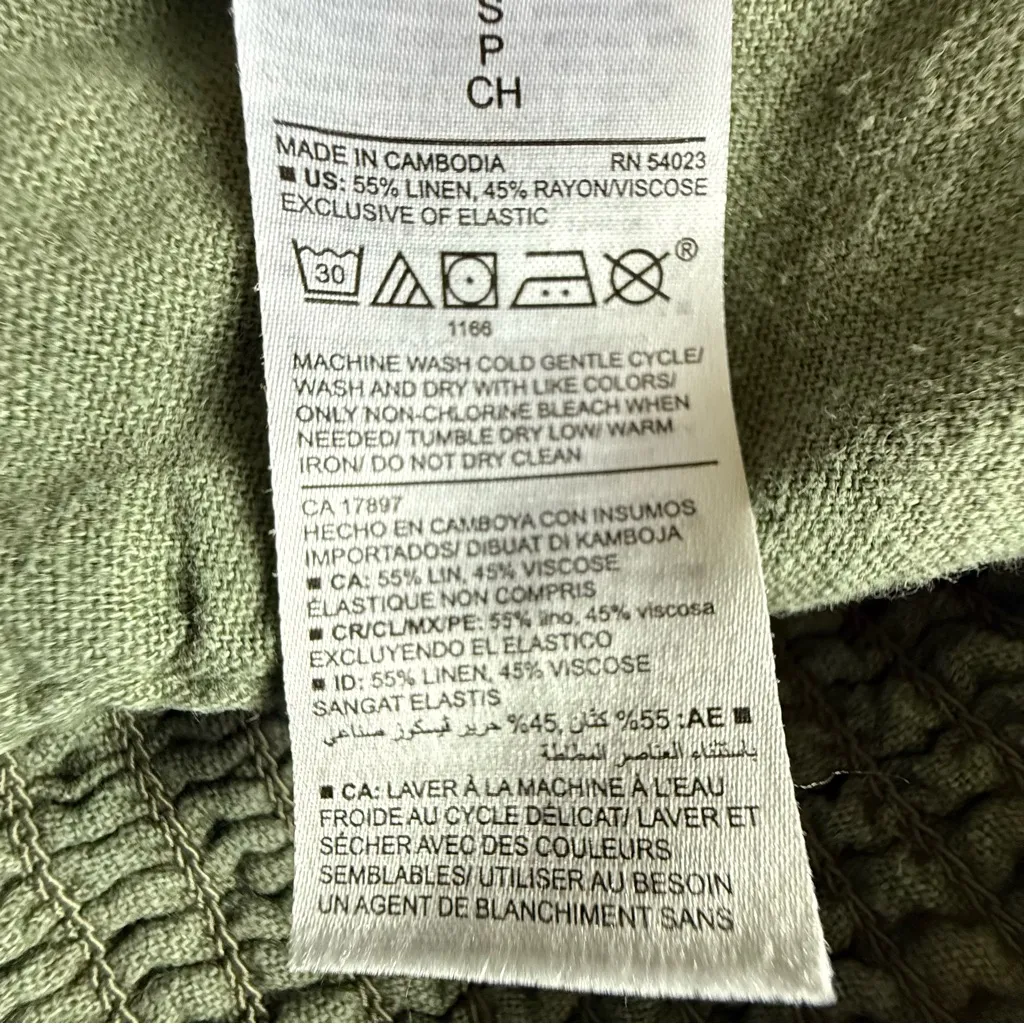 S
P
CH
MADE IN CAMBODIA RN 54023
■ US: 55% LINEN, 45% RAYON/VISCOSE
EXCLUSIVE OF ELASTIC
30
®
1166
MACHINE WASH COLD GENTLE CYCLE/
WASH AND DRY WITH LIKE COLORS/
ONLY NON-CHLORINE BLEACH WHEN
NEEDED/ TUMBLE DRY LOW/ WARM
IRON/ DO NOT DRY CLEAN
CA 17897
HECHO EN CAMBOYA CON INSUMOS
IMPORTADOS/ DIBUAT DI KAMBOJA
■ CA: 55% LIN, 45% VISCOSE
ÉLASTIQUE NON COMPRIS
■ CR/CL/MX/PE: 55% lino, 45% viscosa
EXCLUYENDO EL ELASTICO
■ ID: 55% LINEN, 45% VISCOSE
SANGAT ELASTIS
■ AE: 55% كتان, 45% حرير فيسكوز صناعي
باستثناء العناصر المطاطة
■ CA: LAVER À LA MACHINE À L'EAU
FROIDE AU CYCLE DÉLICAT/ LAVER ET
SÉCHER AVEC DES COULEURS
SEMBLABLES/ UTILISER AU BESOIN
UN AGENT DE BLANCHIMENT SANS